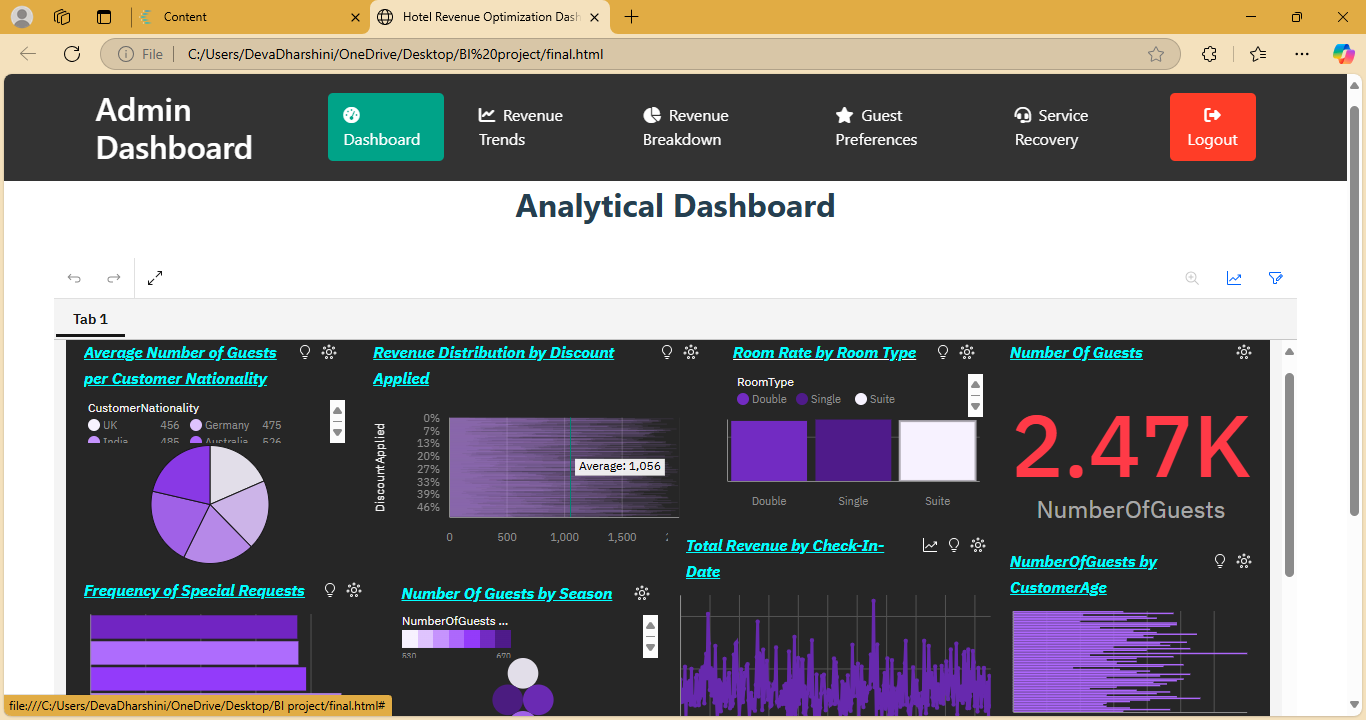 Content
Hotel Revenue Optimization Dash
File
C:/Users/DevaDharshini/OneDrive/Desktop/BI%20project/final.html
Admin
Dashboard
Dashboard
Revenue
Trends
Revenue
Breakdown
Guest
Preferences
Service
Recovery
Logout
Analytical Dashboard
Tab 1
Average Number of Guests
per Customer Nationality
CustomerNationality
UK 456 Germany 475
India 485 Australia 526
Revenue Distribution by Discount
Applied
DiscountApplied
0%
7%
13%
20%
27%
33%
39%
46%
Average: 1,056
0 500 1,000 1,500 2
Room Rate by Room Type
RoomType
Double Single Suite
Double Single Suite
Number Of Guests
2.47K
NumberOfGuests
Total Revenue by Check-In-
Date
NumberOfGuests by
CustomerAge
Frequency of Special Requests
Number Of Guests by Season
NumberOfGuests ...
630 670
file:///C:/Users/DevaDharshini/OneDrive/Desktop/BI project/final.html#